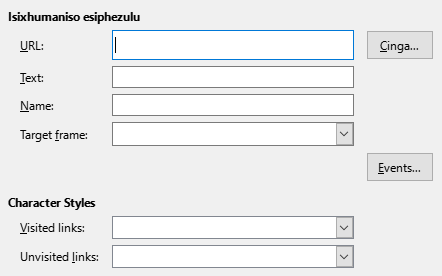 Isixhumaniso esiphezulu
URL:
Cinga...
Text:
Name:
Target frame:
Events...
Character Styles
Visited links:
Unvisited links: